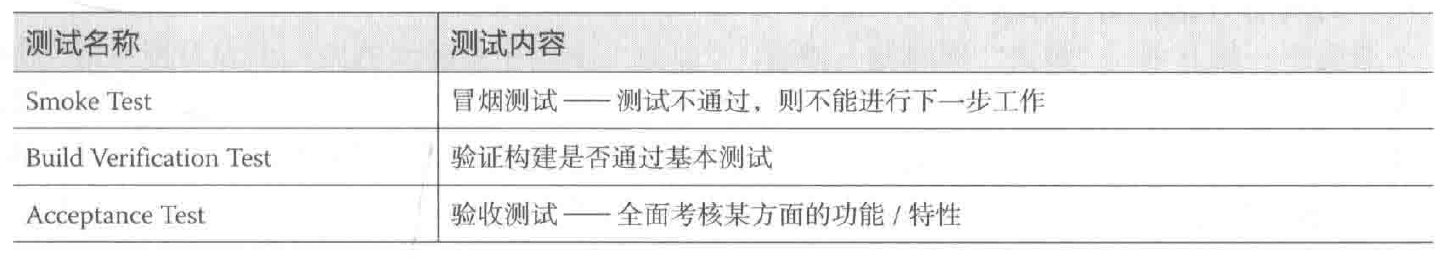 测试名称 测试内容
Smoke Test 冒烟测试 —— 测试不通过，则不能进行下一步工作
Build Verification Test 验证构建是否通过基本测试
Acceptance Test 验收测试 —— 全面考核某方面的功能 / 特性